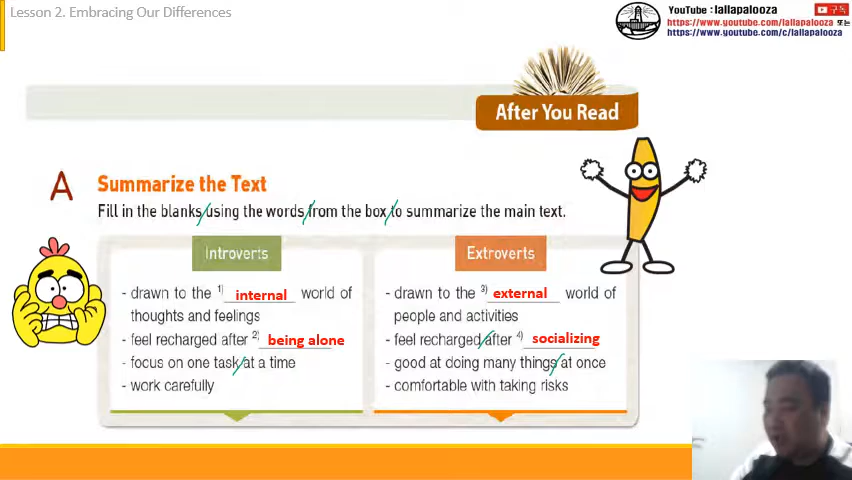 Lesson 2. Embracing Our Differences
YouTube : lallapalooza
구독
https://www.youtube.com/lallapalooza 또는
https://www.youtube.com/c/lallapalooza
After You Read
A Summarize the Text
Fill in the blanks using the words from the box to summarize the main text.
Introverts
- drawn to the 1) internal world of
thoughts and feelings
- feel recharged after 2) being alone
- focus on one task at a time
- work carefully
Extroverts
- drawn to the 3) external world of
people and activities
- feel recharged after 4) socializing
- good at doing many things at once
- comfortable with taking risks